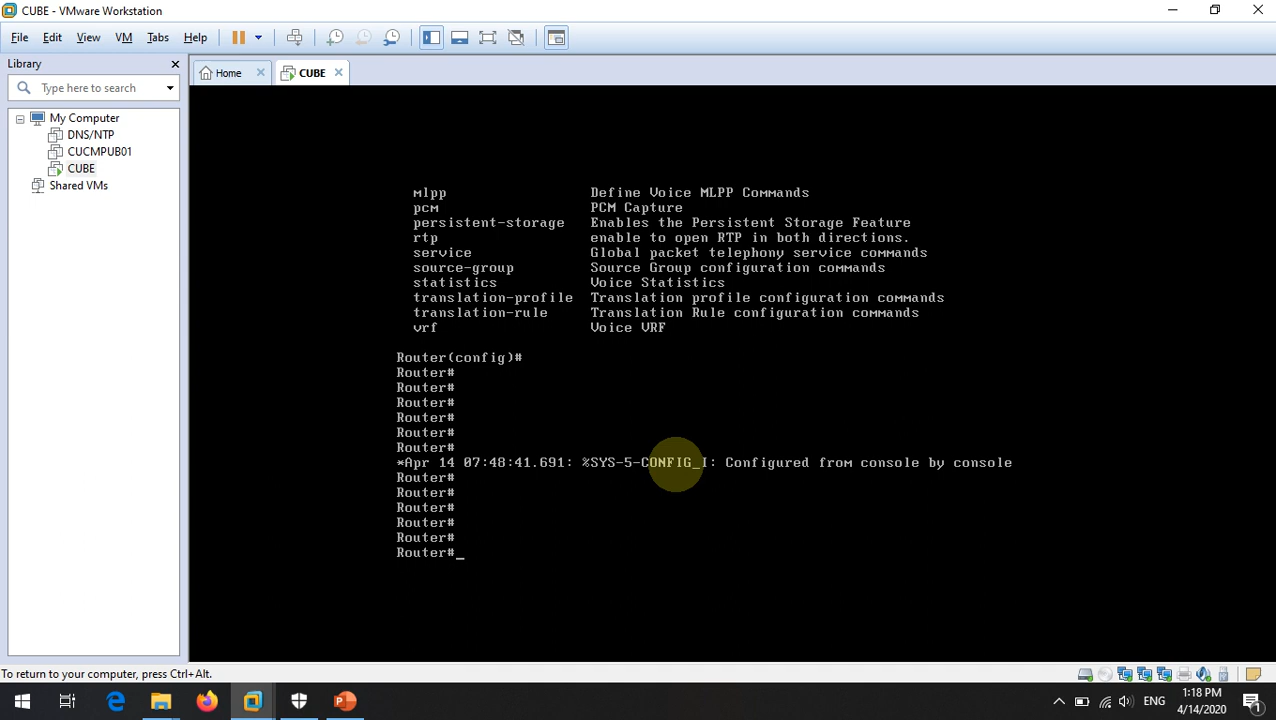 CUBE - VMware Workstation
File Edit View VM Tabs Help
Library
Type here to search
My Computer
DNS/NTP
CUCMPUB01
CUBE
Shared VMs
Home
CUBE
mlpp Define Voice MLPP Commands
pcm PCM Capture
persistent-storage Enables the Persistent Storage Feature
rtp enable to open RTP in both directions.
service Global packet telephony service commands
source-group Source Group configuration commands
statistics Voice Statistics
translation-profile Translation profile configuration commands
translation-rule Translation Rule configuration commands
vrf Voice VRF
Router(config)#
Router#
Router#
Router#
Router#
Router#
Router#
*Apr 14 07:48:41.691: %SYS-5-CONFIG_I: Configured from console by console
Router#
Router#
Router#
Router#
Router#
Router#_
To return to your computer, press Ctrl+Alt.
ENG
1:18 PM
4/14/2020
1